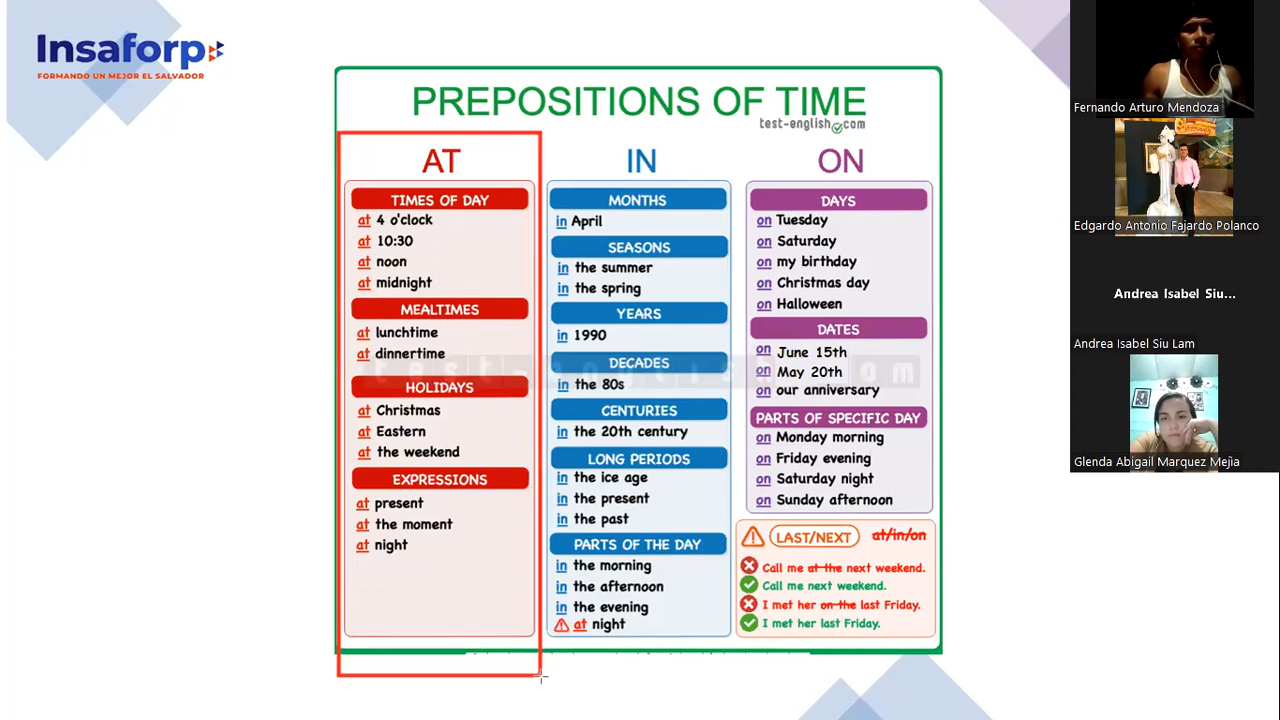 Insaforp
FORMANDO UN MEJOR EL SALVADOR
PREPOSITIONS OF TIME
test-english.com
AT
TIMES OF DAY
at 4 o'clock
at 10:30
at noon
at midnight
MEALTIMES
at lunchtime
at dinnertime
HOLIDAYS
at Christmas
at Eastern
at the weekend
EXPRESSIONS
at present
at the moment
at night
IN
MONTHS
in April
SEASONS
in the summer
in the spring
YEARS
in 1990
DECADES
in the 80s
CENTURIES
in the 20th century
LONG PERIODS
in the ice age
in the present
in the past
PARTS OF THE DAY
in the morning
in the afternoon
in the evening
at night
ON
DAYS
on Tuesday
on Saturday
on my birthday
on Christmas day
on Halloween
DATES
on June 15th
on May 20th
on our anniversary
PARTS OF SPECIFIC DAY
on Monday morning
on Friday evening
on Saturday night
on Sunday afternoon
LAST/NEXT at/in/on
Call me at the next weekend.
Call me next weekend.
I met her on the last Friday.
I met her last Friday.
Fernando Arturo Mendoza
Edgardo Antonio Fajardo Polanco
Andrea Isabel Siu...
Andrea Isabel Siu Lam
Glenda Abigail Marquez Mejia